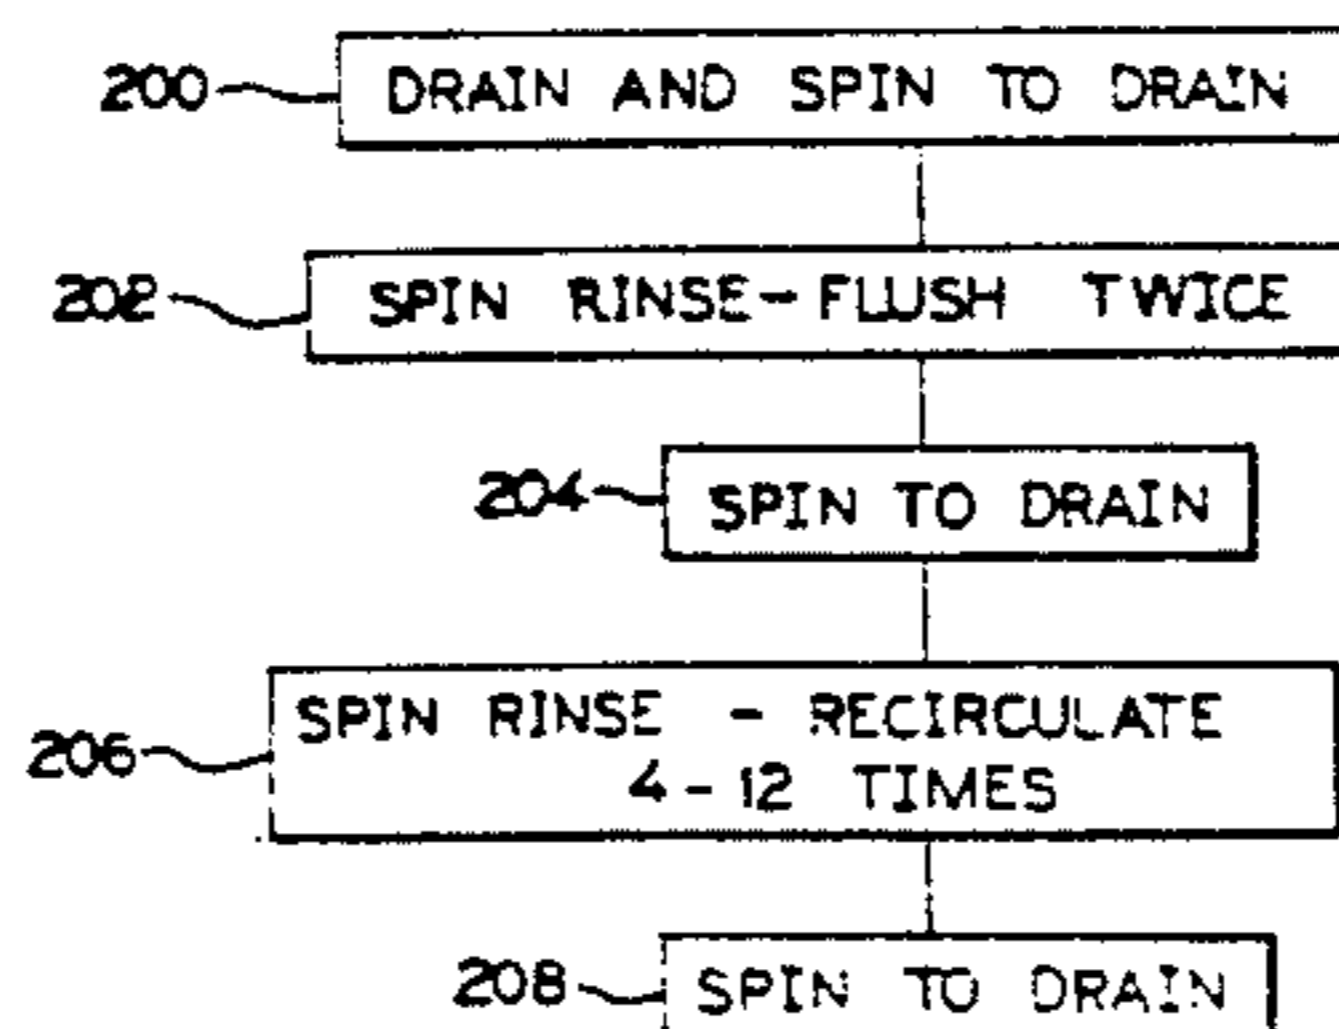 200 DRAIN AND SPIN TO DRAIN
202 SPIN RINSE-FLUSH TWICE
204 SPIN TO DRAIN
206 SPIN RINSE - RECIRCULATE
4-12 TIMES
208 SPIN TO DRAIN